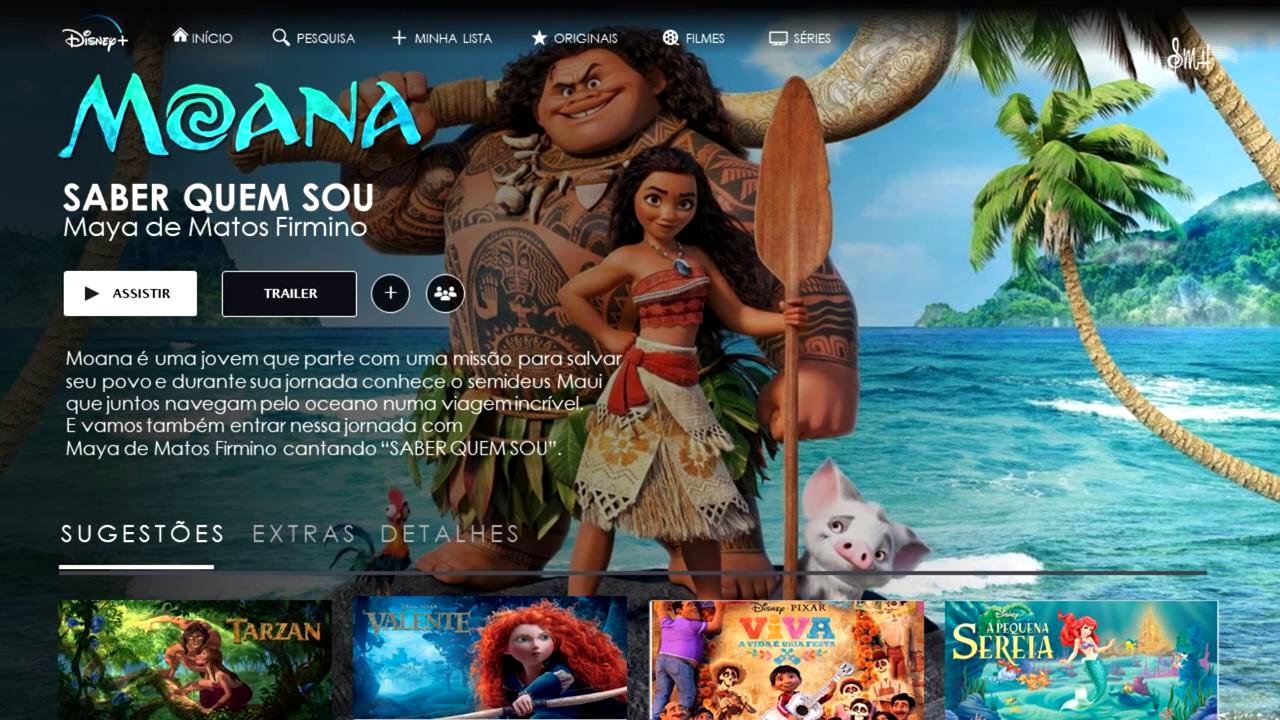 Disney+
INÍCIO
PESQUISA
MINHA LISTA
ORIGINAIS
FILMES
SÉRIES
SMH
MOANA
SABER QUEM SOU
Maya de Matos Firmino
ASSISTIR
TRAILER
Moana é uma jovem que parte com uma missão para salvar
seu povo e durante sua jornada conhece o semideus Maui
que juntos navegam pelo oceano numa viagem incrível.
E vamos também entrar nessa jornada com
Maya de Matos Firmino cantando “SABER QUEM SOU”.
SUGESTÕES
EXTRAS
DETALHES
TARZAN
DISNEY PIXAR
VALENTE
Disney PIXAR
VIVA
A VIDA É UMA FESTA
Disney
A PEQUENA
SEREIA